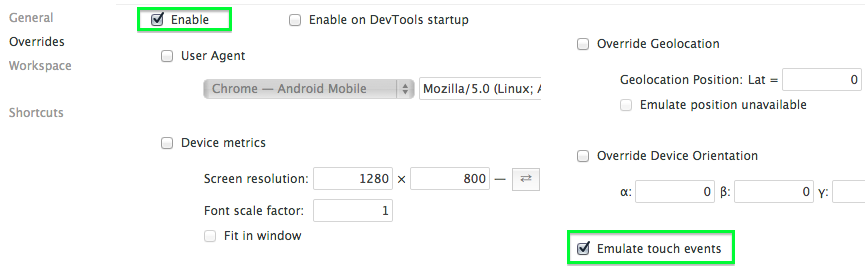 General
Overrides
Workspace
Shortcuts
Enable
Enable on DevTools startup
User Agent
Chrome — Android Mobile
Mozilla/5.0 (Linux; A
Device metrics
Screen resolution: 1280 × 800 — ⇄
Font scale factor: 1
Fit in window
Override Geolocation
Geolocation Position: Lat = 0
Emulate position unavailable
Override Device Orientation
α: 0 β: 0 γ:
Emulate touch events